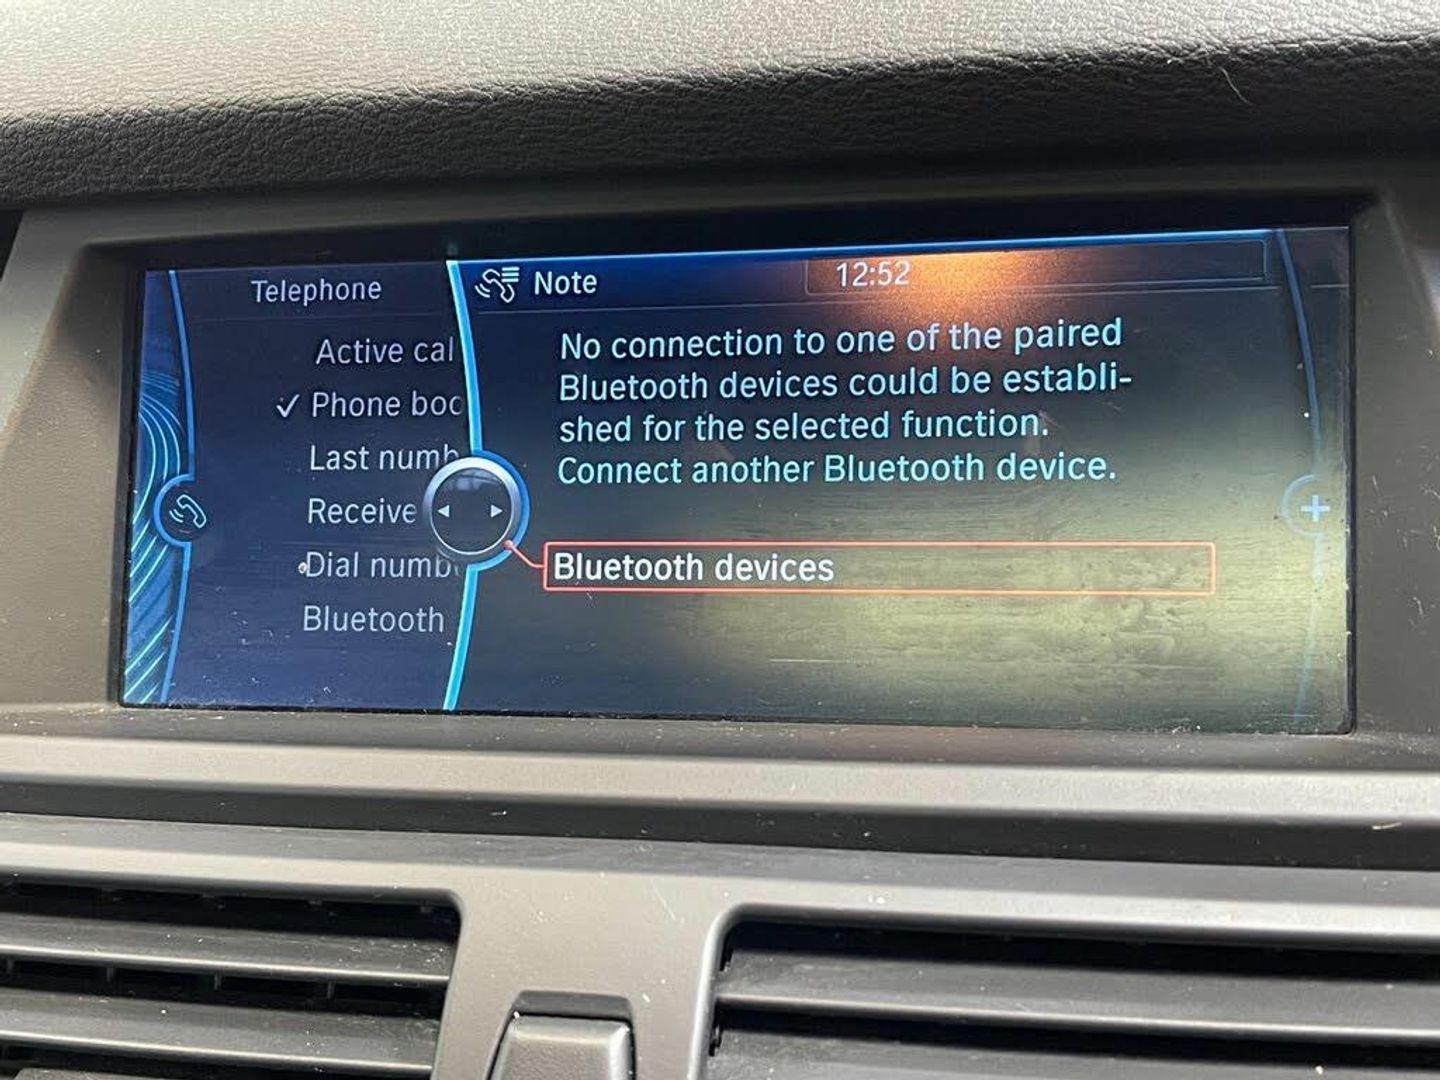 Telephone
Note
12:52
Active cal
✓ Phone boo
Last numb
Receive
Dial numb
Bluetooth
No connection to one of the paired
Bluetooth devices could be establi-
shed for the selected function.
Connect another Bluetooth device.
Bluetooth devices